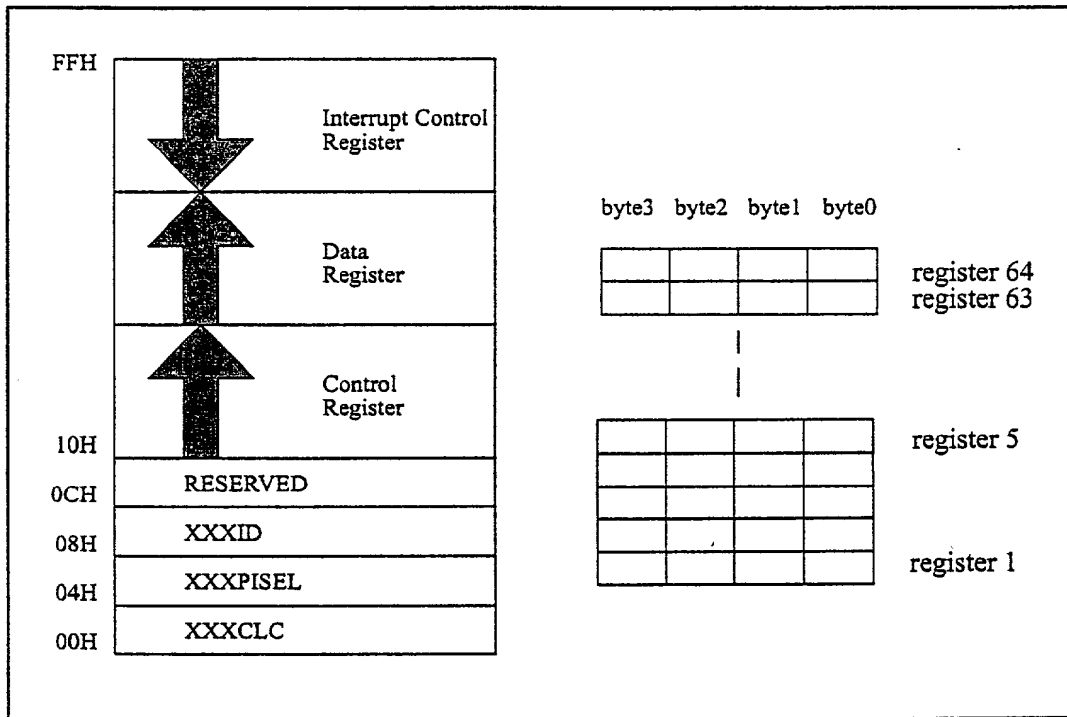 FFH
Interrupt Control
Register
Data
Register
Control
Register
10H
RESERVED
0CH
XXXID
08H
XXXPISEL
04H
XXXCLC
00H
byte3 byte2 byte1 byte0
register 64
register 63
register 5
register 1